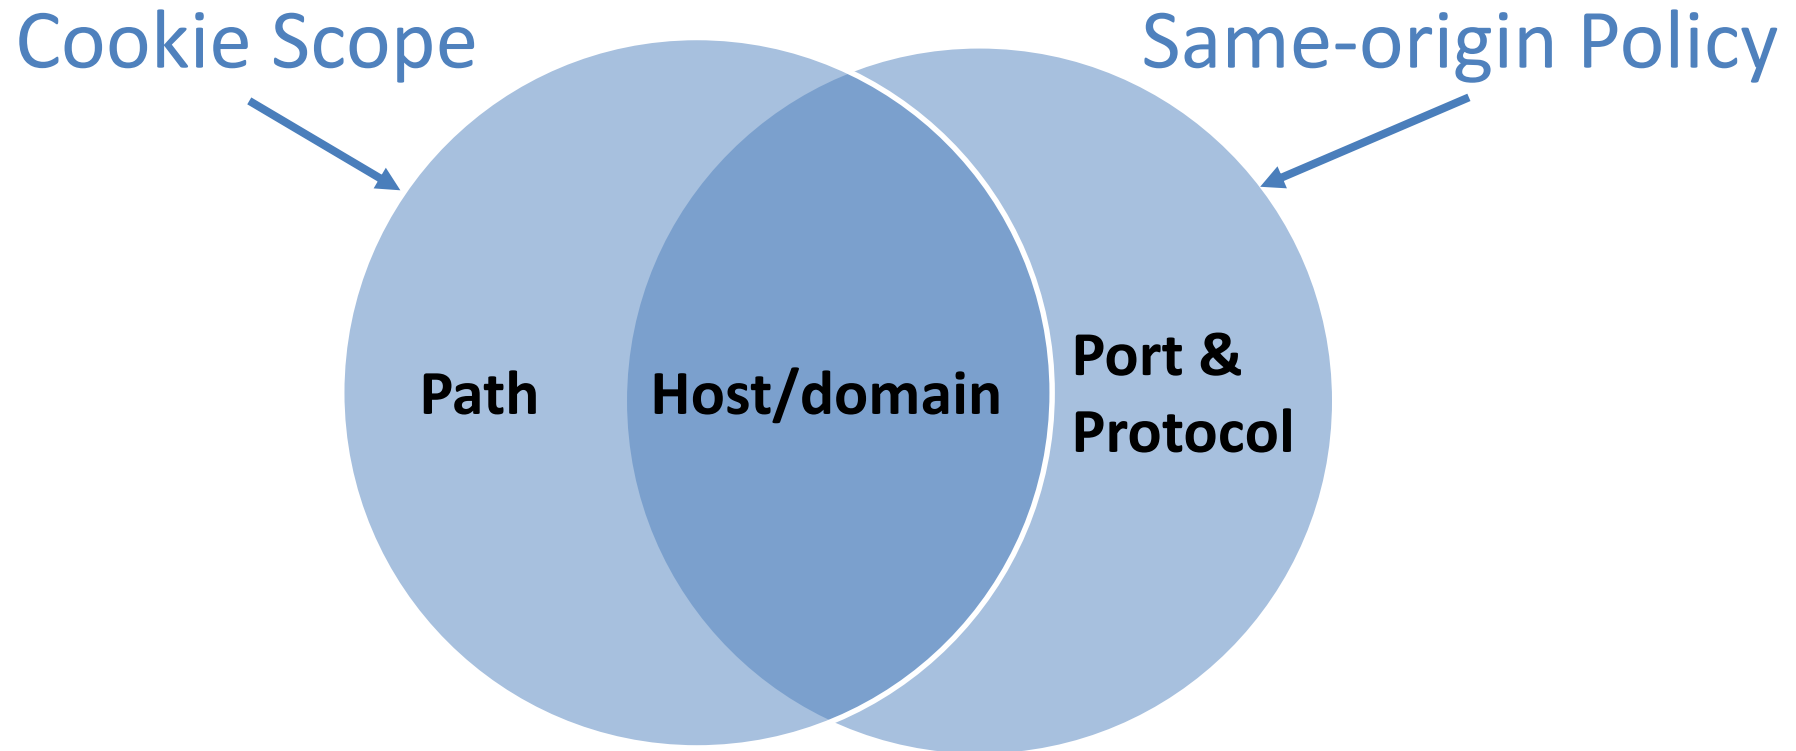 Cookie Scope
Same-origin Policy
Path
Host/domain
Port &
Protocol